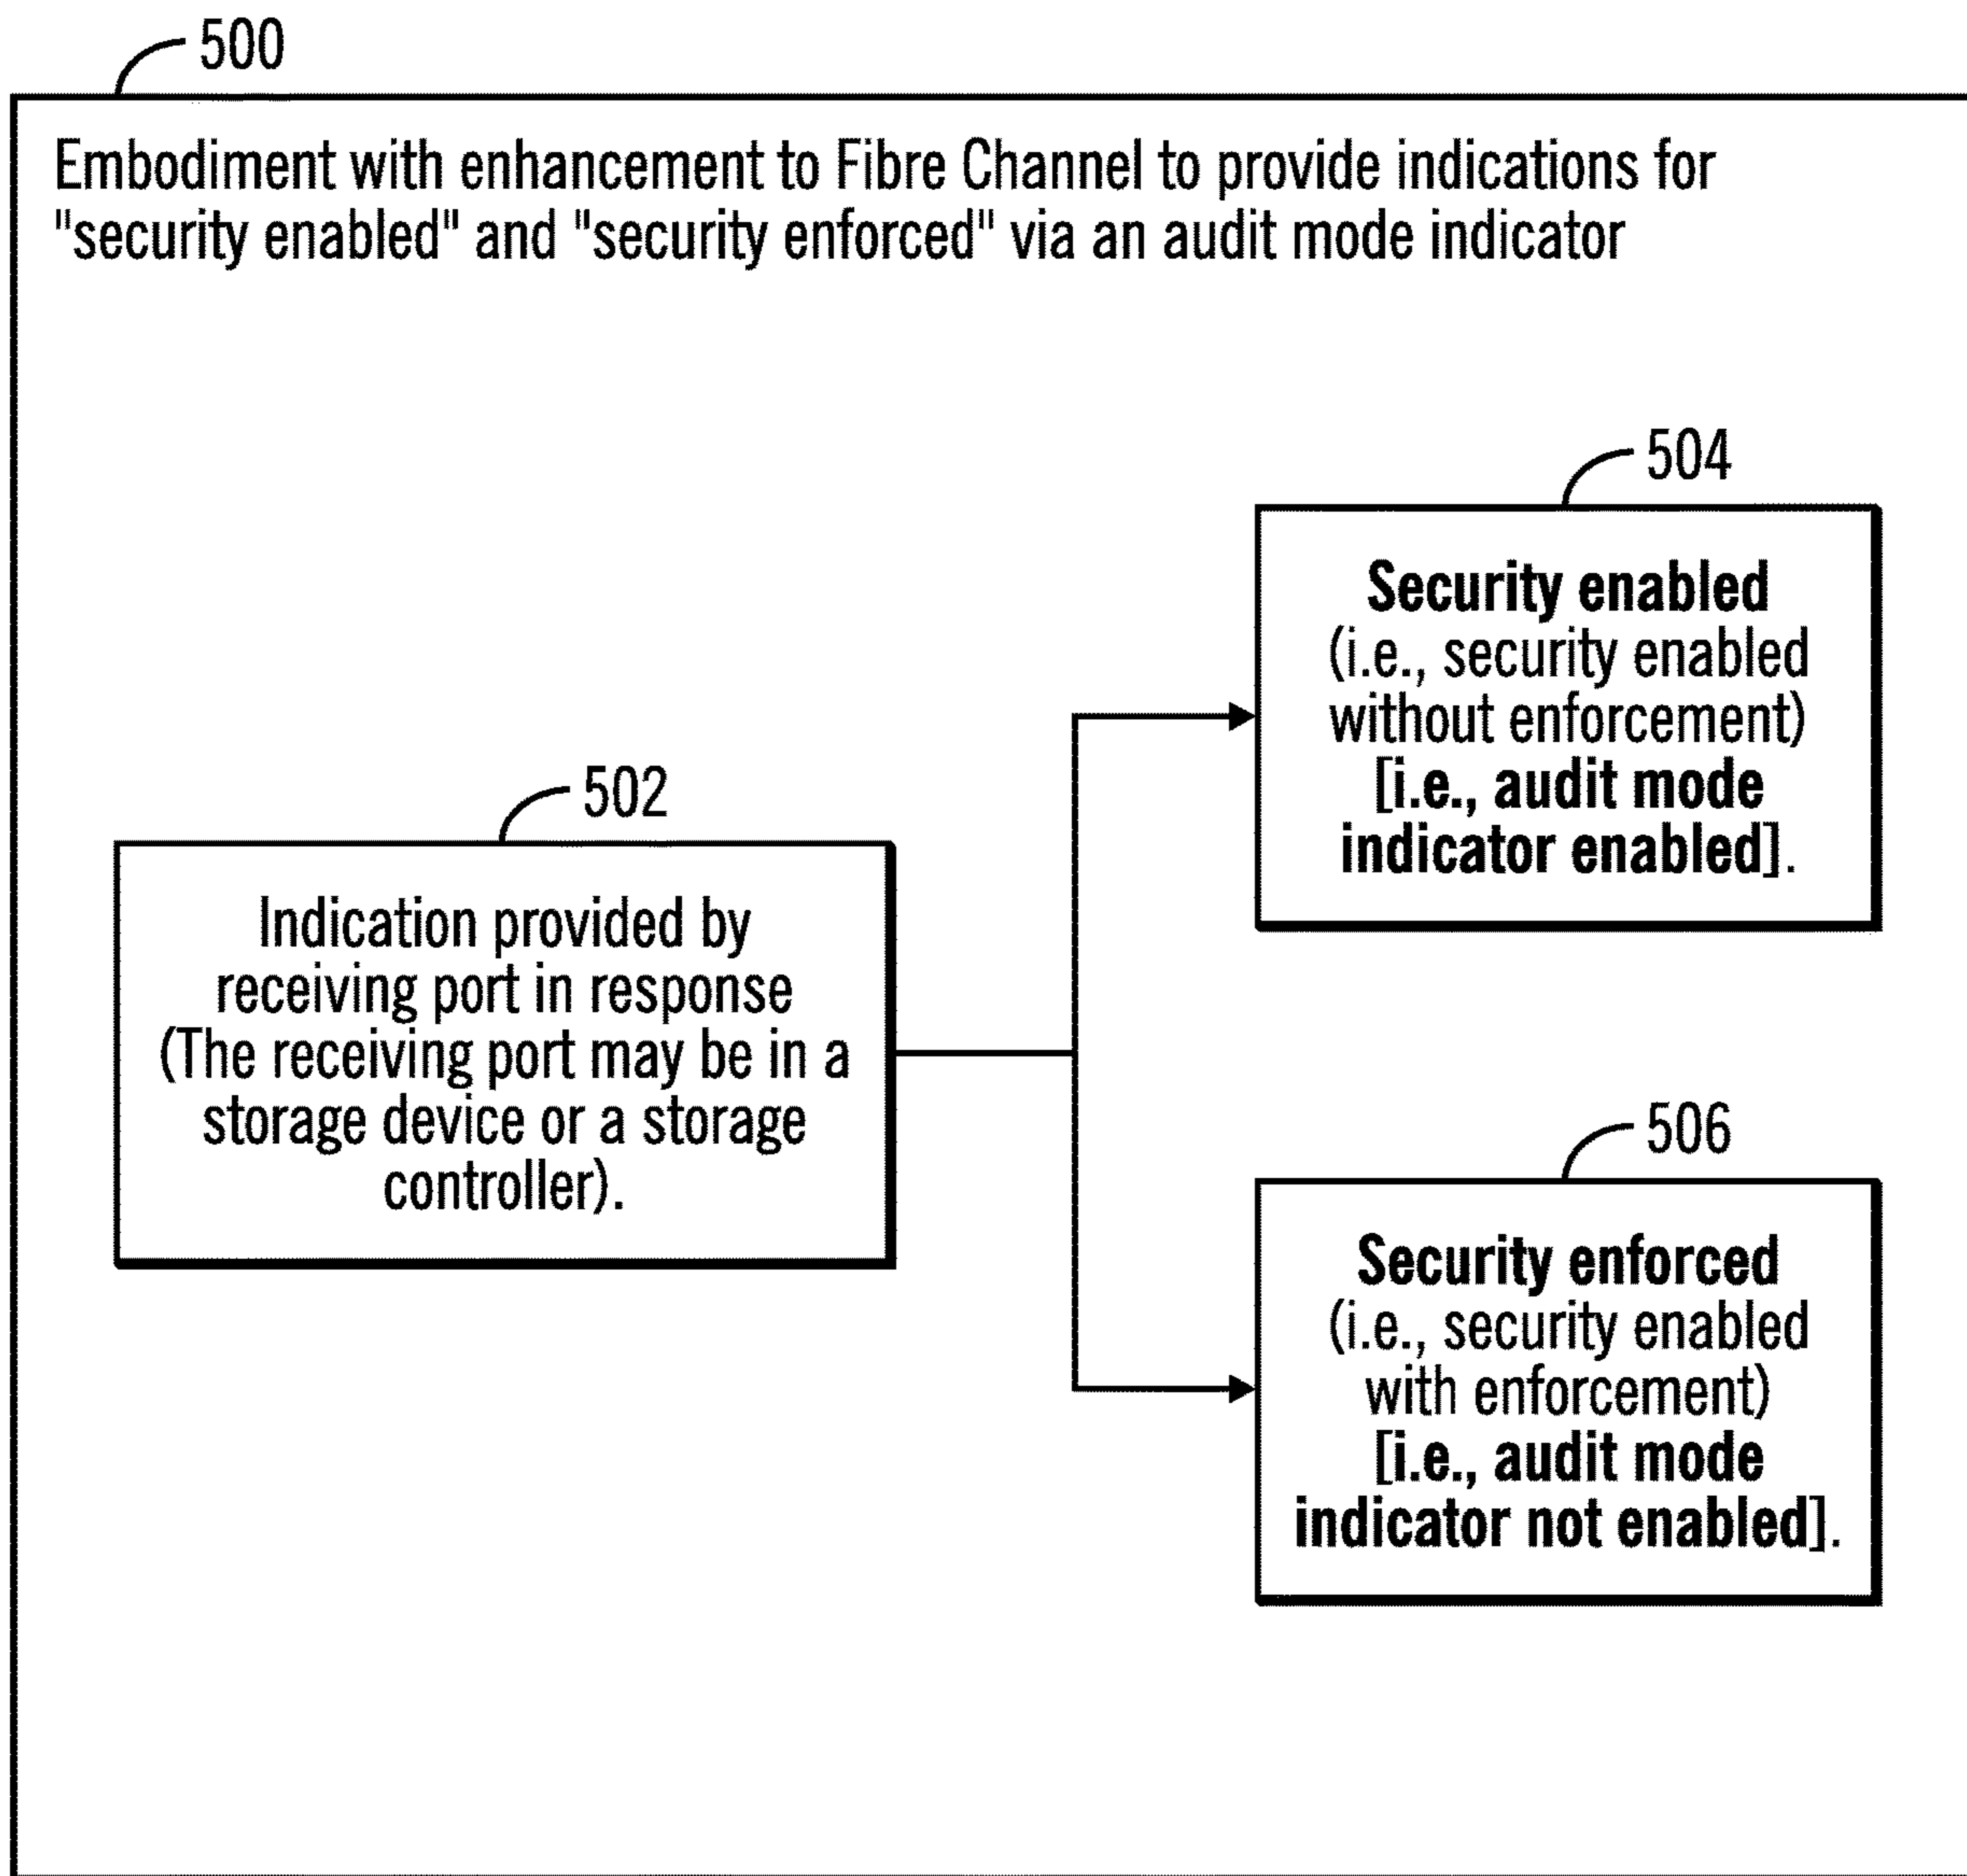 500
Embodiment with enhancement to Fibre Channel to provide indications for
"security enabled" and "security enforced" via an audit mode indicator
504
Security enabled
(i.e., security enabled
without enforcement)
[i.e., audit mode
indicator enabled].
502
Indication provided by
receiving port in response
(The receiving port may be in a
storage device or a storage
controller).
506
Security enforced
(i.e., security enabled
with enforcement)
[i.e., audit mode
indicator not enabled].